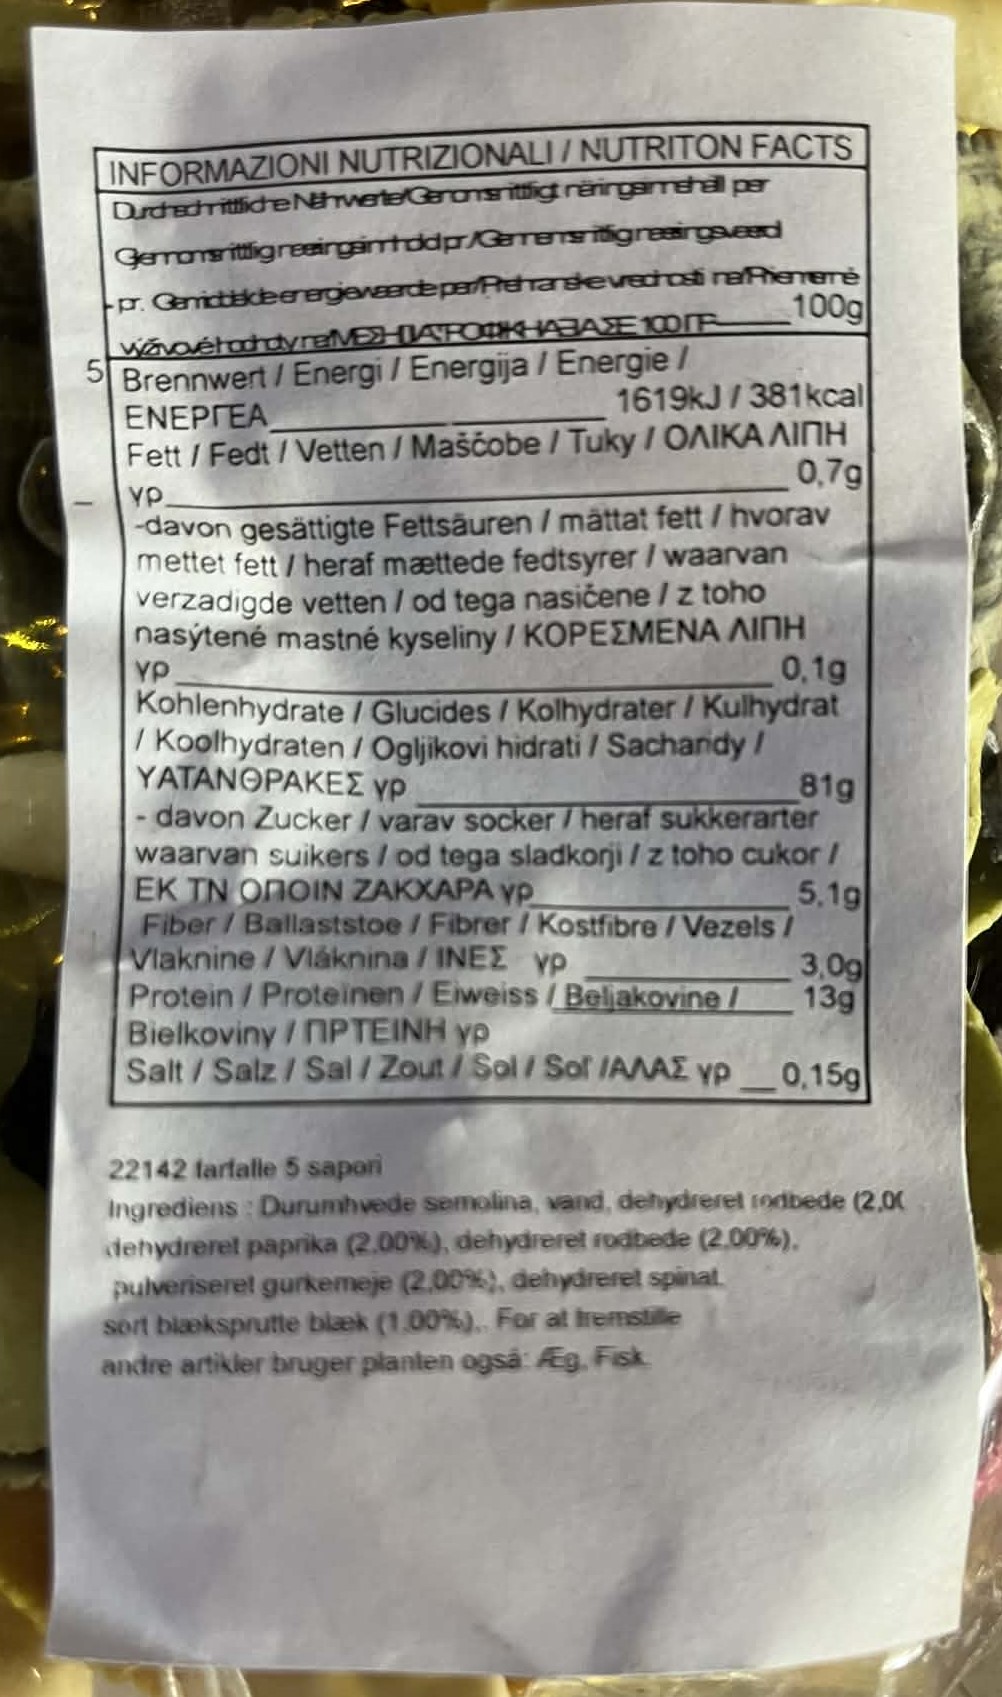 INFORMAZIONI NUTRIZIONALI / NUTRITON FACTS
Durchschnittliche Nährwerte/Genomsnittligt näringsinnehåll per
pr. Gemiddelde energiewaarde per/Prehranske vrednosti na/Priemerné
100g
5 Brennwert / Energi / Energija / Energie /
ΕΝΕΡΓΕΑ 1619kJ / 381kcal
Fett / Fedt / Vetten / Maščobe / Tuky / ΟΛΙΚΑ ΛΙΠΗ
γρ 0,7g
-davon gesättigte Fettsäuren / mättat fett / hvorav
mettet fett / heraf mættede fedtsyrer / waarvan
verzadigde vetten / od tega nasičene / z toho
nasýtené mastné kyseliny / ΚΟΡΕΣΜΕΝΑ ΛΙΠΗ
γρ 0,1g
Kohlenhydrate / Glucides / Kolhydrater / Kulhydrat
/ Koolhydraten / Ogljikovi hidrati / Sacharidy /
ΥΑΤΑΝΘΡΑΚΕΣ γρ 81g
- davon Zucker / varav socker / heraf sukkerarter
waarvan suikers / od tega sladkorji / z toho cukor /
ΕΚ ΤΝ ΟΠΟΙΝ ΖΑΚΧΑΡΑ γρ 5,1g
Fiber / Ballaststoe / Fibrer / Kostfibre / Vezels /
Vlaknine / Vláknina / ΙΝΕΣ γρ 3,0g
Protein / Proteinen / Eiweiss / Beljakovine / 13g
Bielkoviny / ΠΡΤΕΙΝΗ γρ
Salt / Salz / Sal / Zout / Sol / Soľ /ΑΛΑΣ γρ 0,15g
22142 farfalle 5 sapori
Ingrediens : Durumhvede semolina, vand, dehydreret rødbede (2,0
dehydreret paprika (2,00%), dehydreret rødbede (2,00%),
pulveriseret gurkemeje (2,00%), dehydreret spinat
sort blæksprutte blæk (1,00%),. For at fremstille
andre artikler bruger planten også: Æg, Fisk